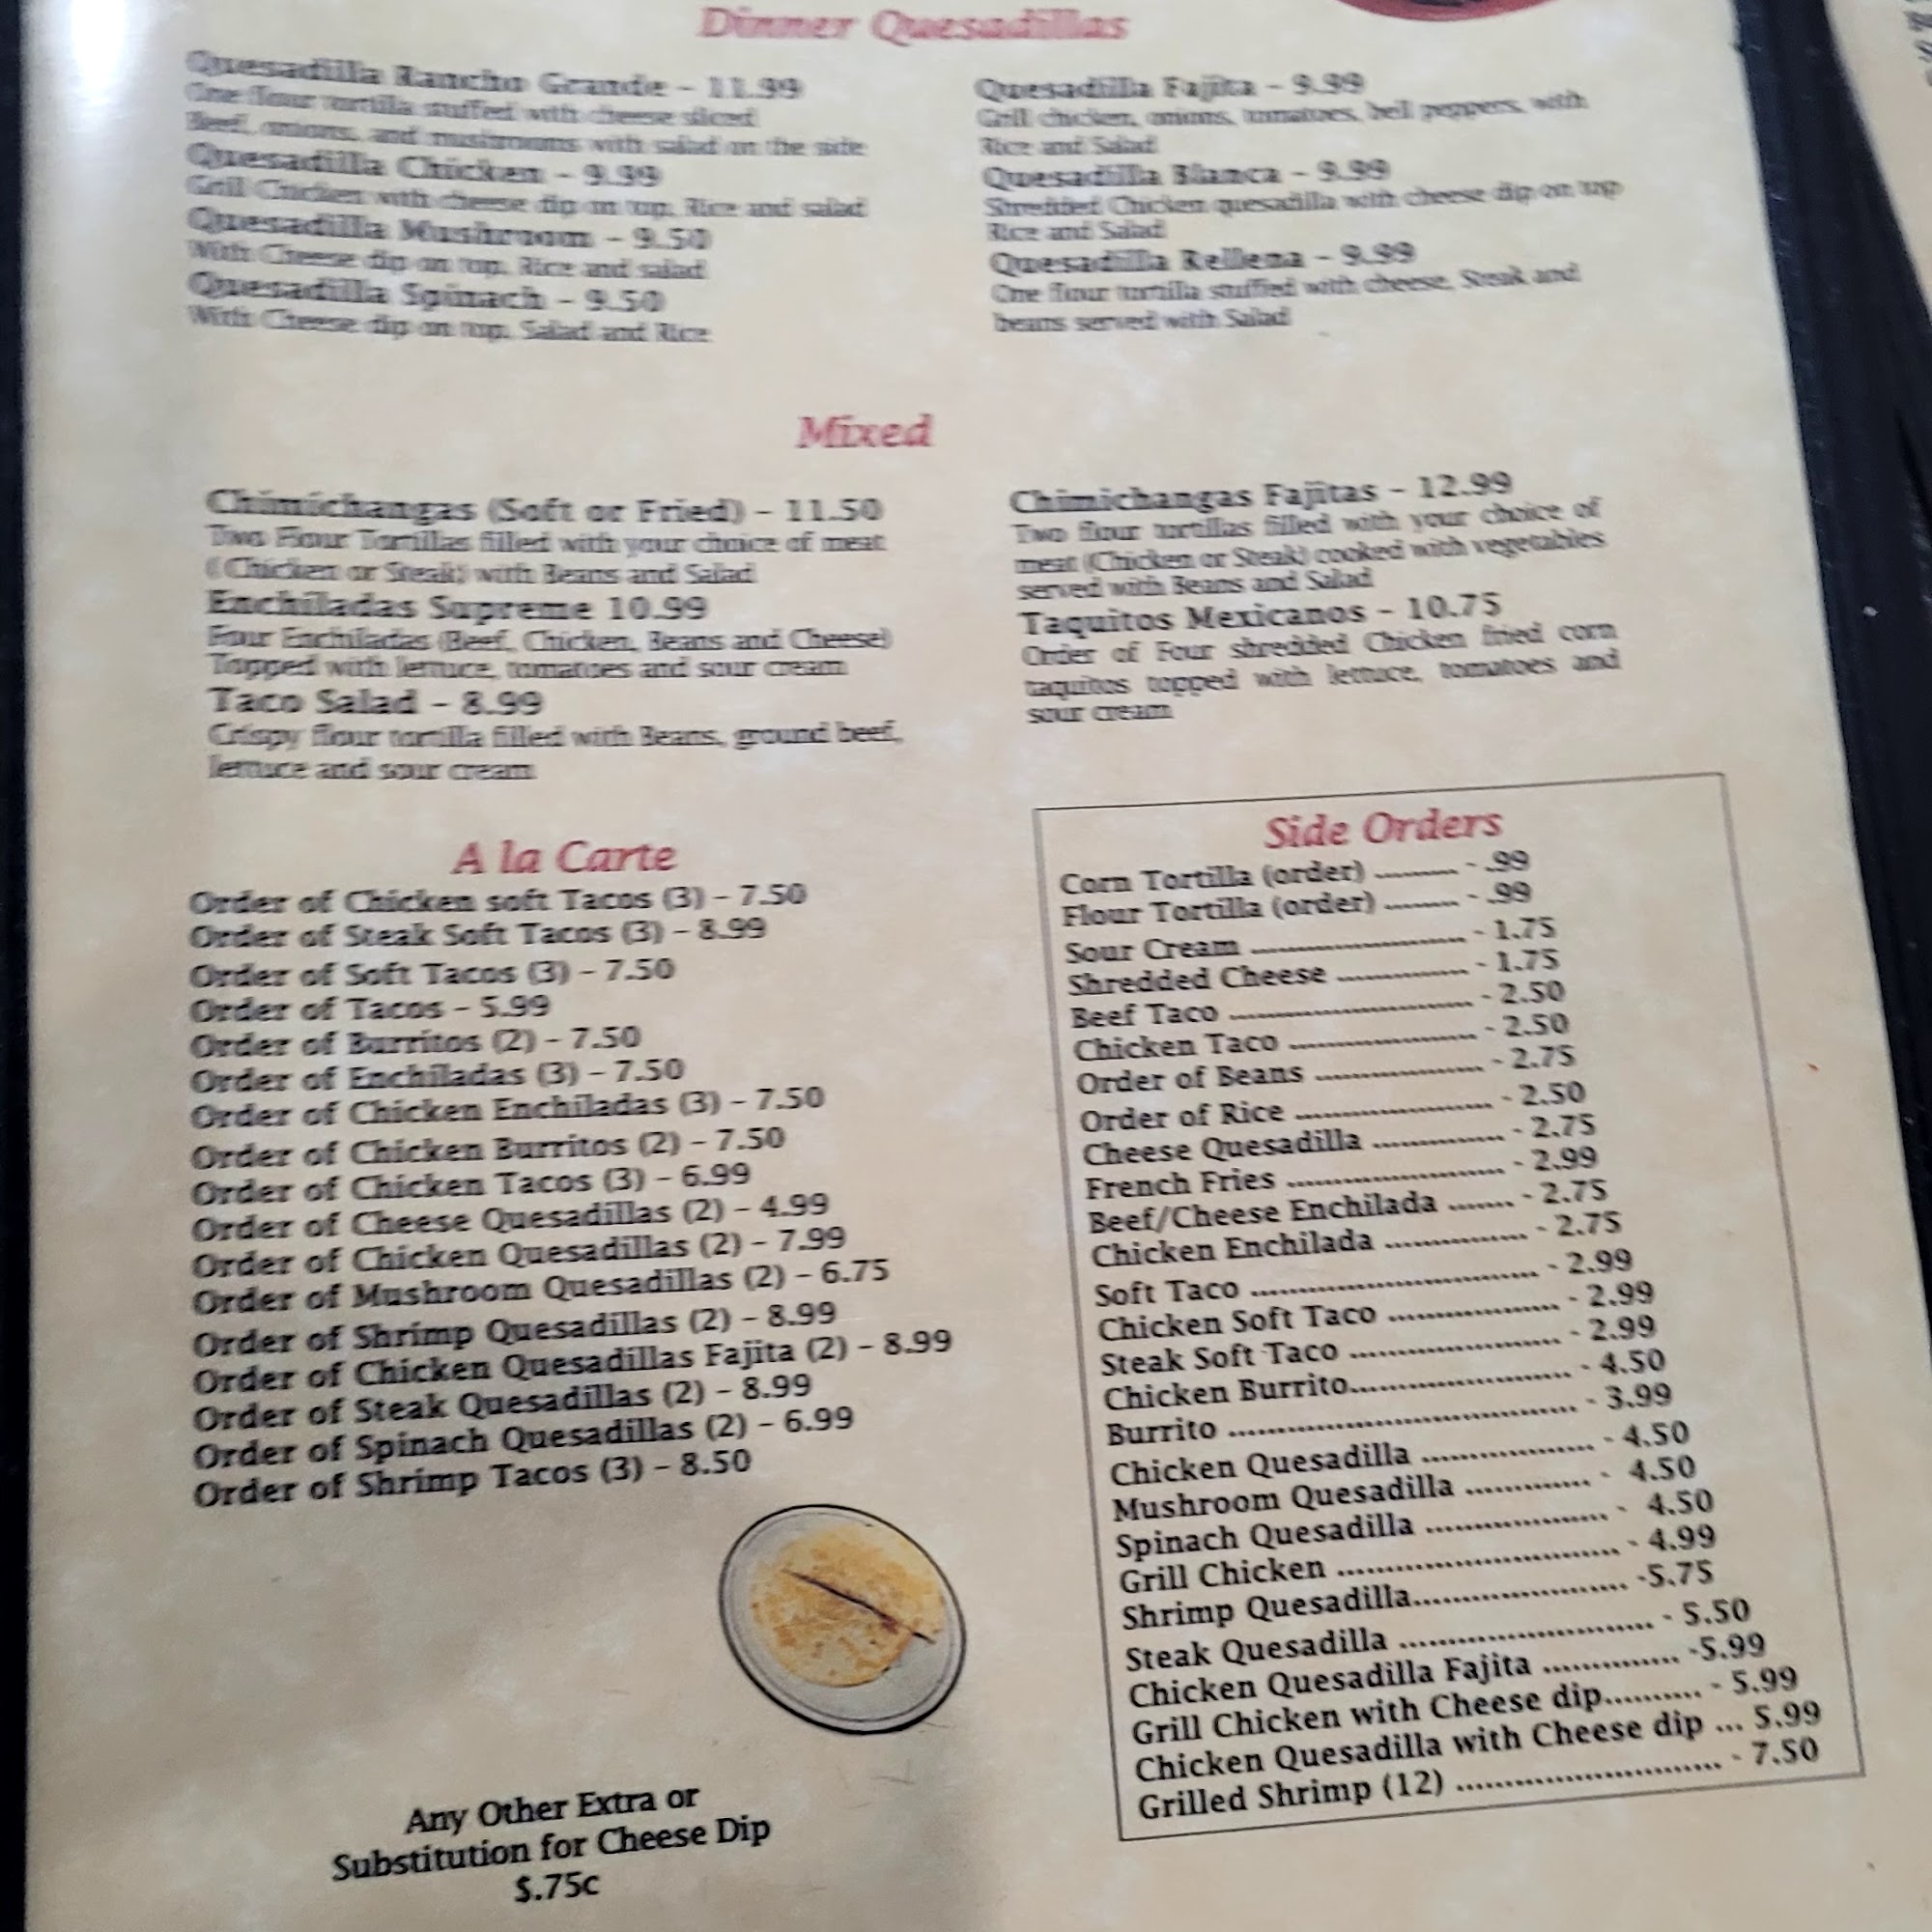 Dinner Quesadillas
Quesadilla Rancho Grande – 11.99
One flour tortilla stuffed with cheese sliced
Beef, onions, and mushrooms with salad on the side
Quesadilla Chicken – 9.99
Grill Chicken with cheese dip on top. Rice and salad
Quesadilla Mushroom – 9.50
With Cheese dip on top. Rice and salad
Quesadilla Spinach – 9.50
With Cheese dip on top. Salad and Rice
Quesadilla Fajita – 9.99
Grill chicken, onions, tomatoes, bell peppers, with
Rice and Salad
Quesadilla Blanca – 9.99
Shredded Chicken quesadilla with cheese dip on top
Rice and Salad
Quesadilla Rellena – 9.99
One flour tortilla stuffied with cheese, Steak and
beans served with Salad
Mixed
Chimichangas (Soft or Fried) – 11.50
Two Flour Tortillas filled with your choice of meat
( Chicken or Steak) with Beans and Salad
Enchiladas Supreme 10.99
Four Enchiladas (Beef, Chicken, Beans and Cheese)
Topped with lettuce, tomatoes and sour cream
Taco Salad – 8.99
Crispy flour tortilla filled with Beans, ground beef,
lettuce and sour cream
Chimichangas Fajitas – 12.99
Two flour tortillas filled with your choice of
meat (Chicken or Steak) cooked with vegetables
served with Beans and Salad
Taquitos Mexicanos – 10.75
Order of Four shredded Chicken fried corn
taquitos topped with lettuce, tomatoes and
sour cream
A la Carte
Order of Chicken soft Tacos (3) – 7.50
Order of Steak Soft Tacos (3) – 8.99
Order of Soft Tacos (3) – 7.50
Order of Tacos – 5.99
Order of Burritos (2) – 7.50
Order of Enchiladas (3) – 7.50
Order of Chicken Enchiladas (3) – 7.50
Order of Chicken Burritos (2) – 7.50
Order of Chicken Tacos (3) – 6.99
Order of Cheese Quesadillas (2) – 4.99
Order of Chicken Quesadillas (2) – 7.99
Order of Mushroom Quesadillas (2) – 6.75
Order of Shrimp Quesadillas (2) – 8.99
Order of Chicken Quesadillas Fajita (2) – 8.99
Order of Steak Quesadillas (2) – 8.99
Order of Spinach Quesadillas (2) – 6.99
Order of Shrimp Tacos (3) – 8.50
Any Other Extra or
Substitution for Cheese Dip
$.75c
Side Orders
Corn Tortilla (order) ......... - .99
Flour Tortilla (order) ........ - .99
Sour Cream ........................ - 1.75
Shredded Cheese ............... - 1.75
Beef Taco ........................... - 2.50
Chicken Taco ..................... - 2.50
Order of Beans ................... - 2.75
Order of Rice ...................... - 2.50
Cheese Quesadilla .............. - 2.75
French Fries ....................... - 2.99
Beef/Cheese Enchilada ....... - 2.75
Chicken Enchilada ............... - 2.75
Soft Taco .............................. - 2.99
Chicken Soft Taco ................. - 2.99
Steak Soft Taco ..................... - 2.99
Chicken Burrito...................... - 4.50
Burrito .................................. - 3.99
Chicken Quesadilla ................. - 4.50
Mushroom Quesadilla ............ - 4.50
Spinach Quesadilla .................. - 4.50
Grill Chicken ........................... - 4.99
Shrimp Quesadilla..................... -5.75
Steak Quesadilla ........................ - 5.50
Chicken Quesadilla Fajita ............. -5.99
Grill Chicken with Cheese dip.......... - 5.99
Chicken Quesadilla with Cheese dip ... 5.99
Grilled Shrimp (12) .......................... - 7.50